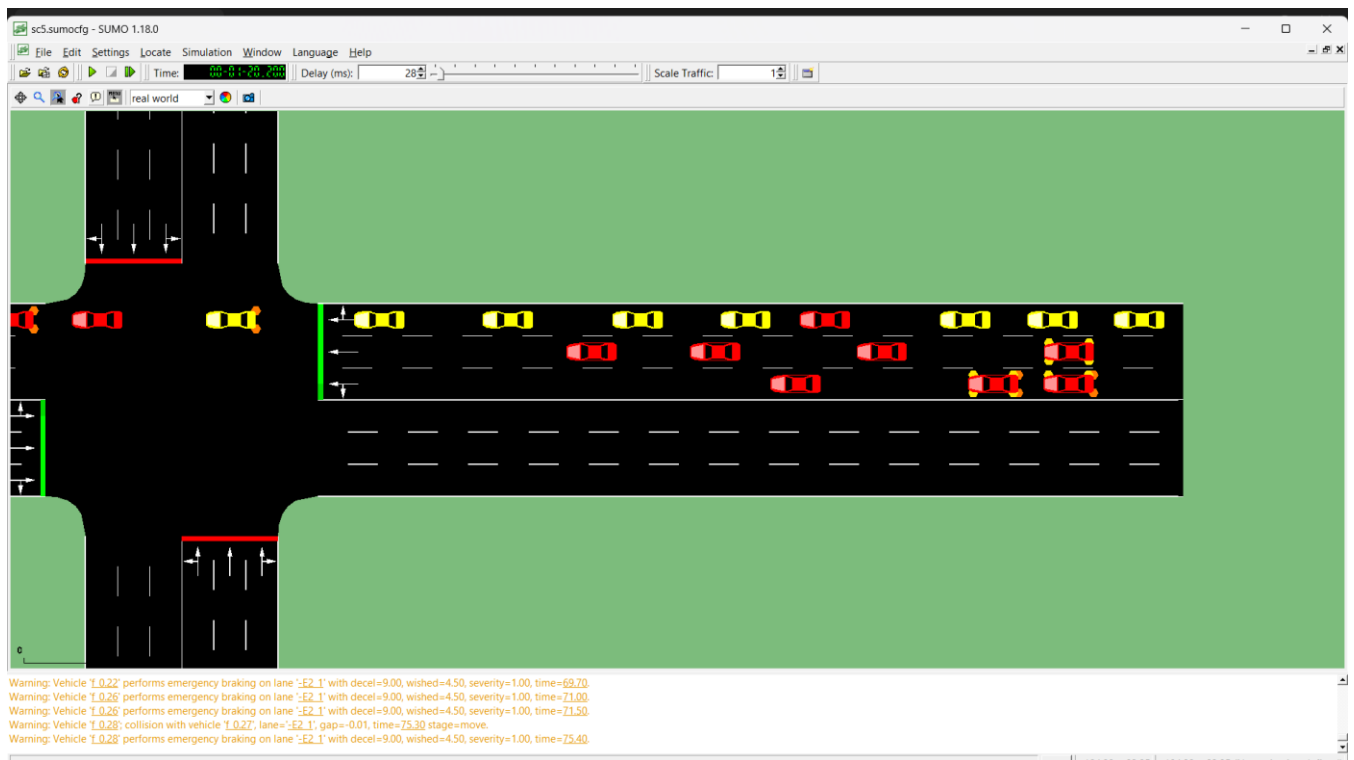 sc5.sumocfg - SUMO 1.18.0
File Edit Settings Locate Simulation Window Language Help
Time: 00-01-20,200 Delay (ms): 28 Scale Traffic: 1
real world
0
Warning: Vehicle 'f_0.22' performs emergency braking on lane '-E2_1' with decel=9.00, wished=4.50, severity=1.00, time=69.70.
Warning: Vehicle 'f_0.26' performs emergency braking on lane '-E2_1' with decel=9.00, wished=4.50, severity=1.00, time=71.00.
Warning: Vehicle 'f_0.26' performs emergency braking on lane '-E2_1' with decel=9.00, wished=4.50, severity=1.00, time=71.50.
Warning: Vehicle 'f_0.28'; collision with vehicle 'f_0.27', lane='-E2_1', gap=-0.01, time=75.30 stage=move.
Warning: Vehicle 'f_0.28' performs emergency braking on lane '-E2_1' with decel=9.00, wished=4.50, severity=1.00, time=75.40.